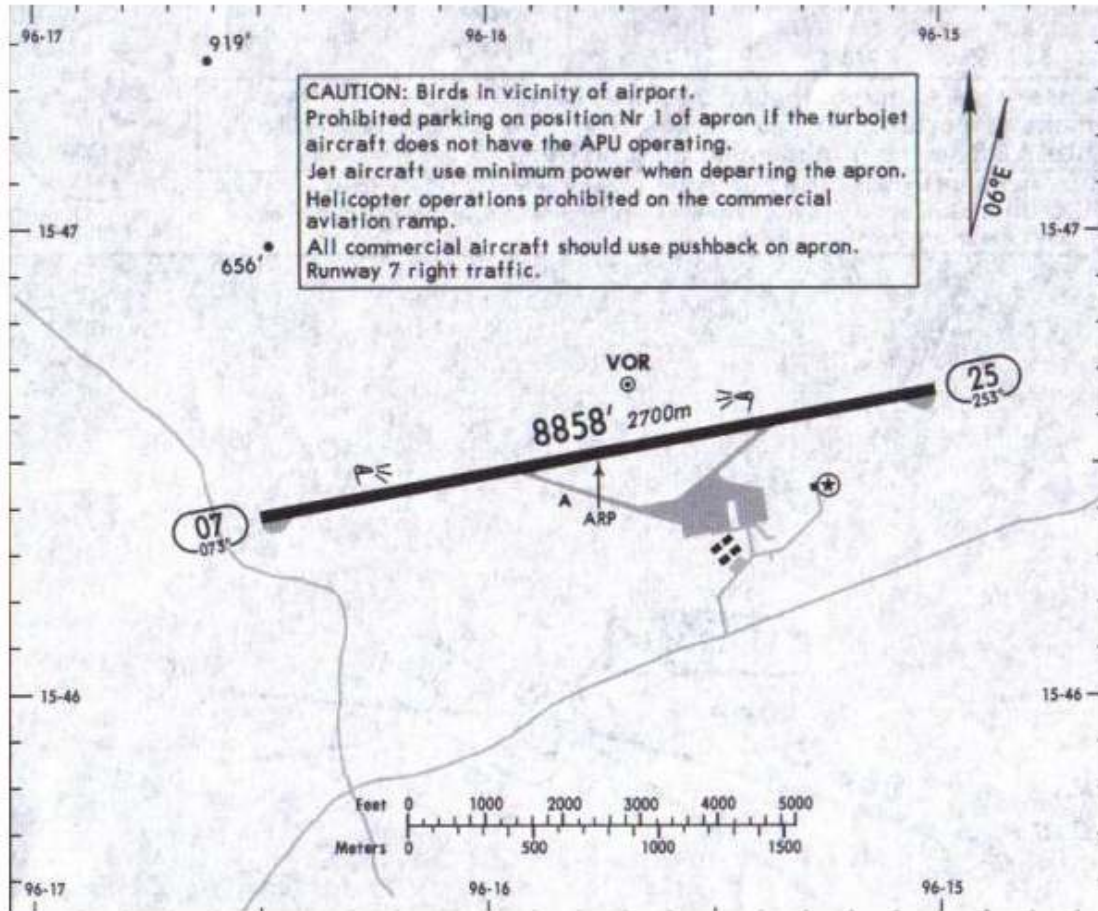 96-17
96-16
96-15
919'
CAUTION: Birds in vicinity of airport.
Prohibited parking on position Nr 1 of apron if the turbojet
aircraft does not have the APU operating.
Jet aircraft use minimum power when departing the apron.
Helicopter operations prohibited on the commercial
aviation ramp.
All commercial aircraft should use pushback on apron.
Runway 7 right traffic.
06°E
15-47
15-47
656'
VOR
25
253°
8858' 2700m
07
073°
A
ARP
15-46
15-46
Feet 0 1000 2000 3000 4000 5000
Meters 0 500 1000 1500
96-17
96-16
96-15